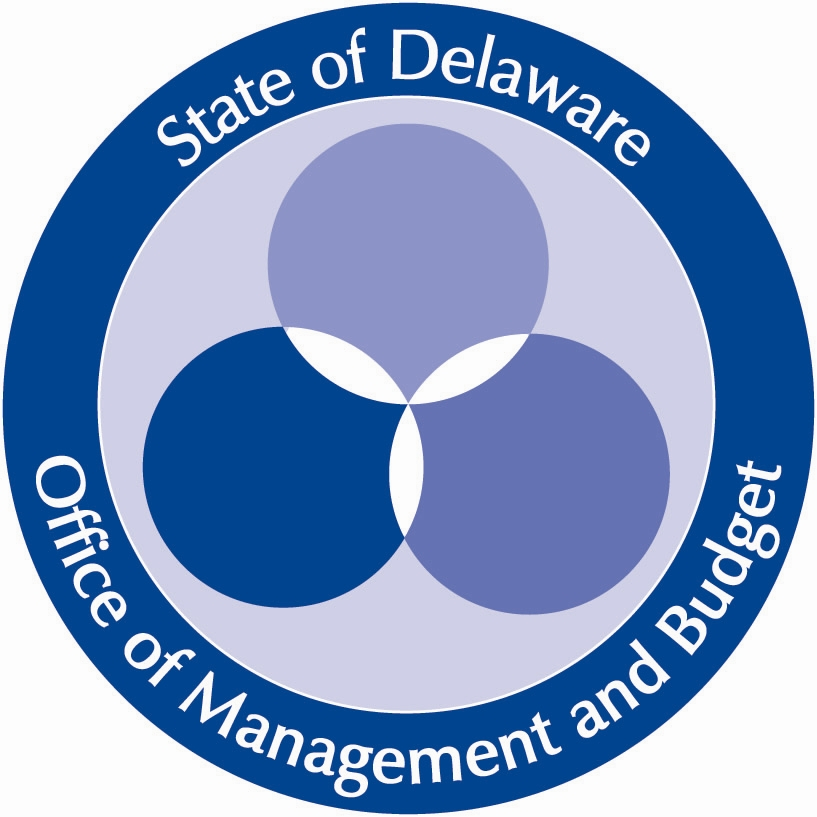 State of Delaware
Office of Management and Budget